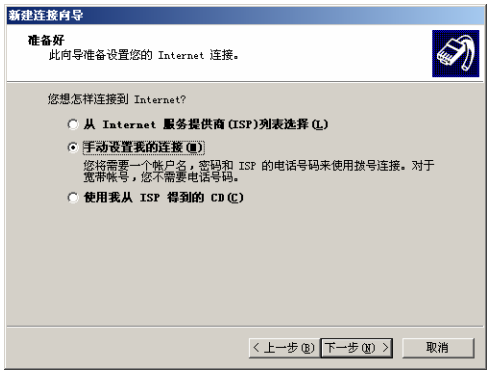 新建连接向导
准备好
此向导准备设置您的 Internet 连接。
您想怎样连接到 Internet?
从 Internet 服务提供商(ISP)列表选择(L)
手动设置我的连接(M)
您将需要一个帐户名，密码和 ISP 的电话号码来使用拨号连接。对于
宽带帐号，您不需要电话号码。
使用我从 ISP 得到的 CD(C)
< 上一步(B) 下一步(N) > 取消